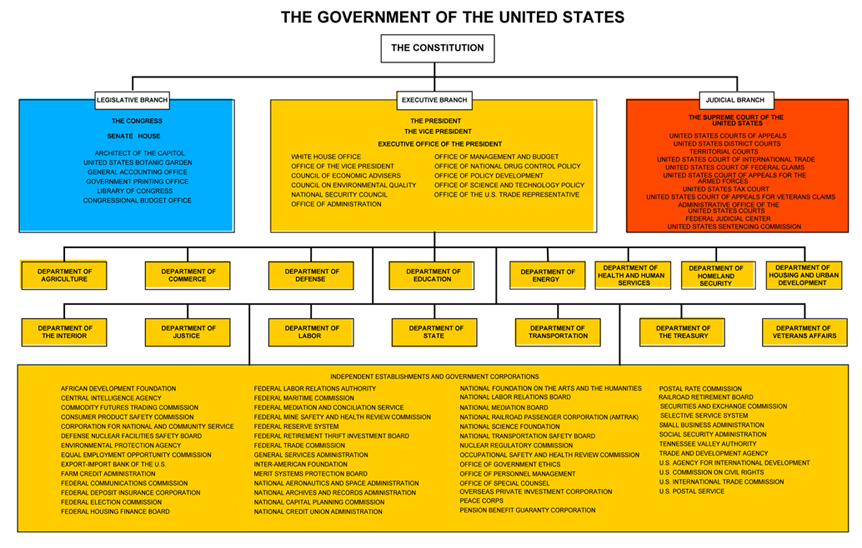 THE GOVERNMENT OF THE UNITED STATES
THE CONSTITUTION
LEGISLATIVE BRANCH
THE CONGRESS
SENATE HOUSE
ARCHITECT OF THE CAPITOL
UNITED STATES BOTANIC GARDEN
GENERAL ACCOUNTING OFFICE
GOVERNMENT PRINTING OFFICE
LIBRARY OF CONGRESS
CONGRESSIONAL BUDGET OFFICE
EXECUTIVE BRANCH
THE PRESIDENT
THE VICE PRESIDENT
EXECUTIVE OFFICE OF THE PRESIDENT
WHITE HOUSE OFFICE
OFFICE OF THE VICE PRESIDENT
COUNCIL OF ECONOMIC ADVISERS
COUNCIL ON ENVIRONMENTAL QUALITY
NATIONAL SECURITY COUNCIL
OFFICE OF ADMINISTRATION
OFFICE OF MANAGEMENT AND BUDGET
OFFICE OF NATIONAL DRUG CONTROL POLICY
OFFICE OF POLICY DEVELOPMENT
OFFICE OF SCIENCE AND TECHNOLOGY POLICY
OFFICE OF THE U.S. TRADE REPRESENTATIVE
JUDICIAL BRANCH
THE SUPREME COURT OF THE
UNITED STATES
UNITED STATES COURTS OF APPEALS
UNITED STATES DISTRICT COURTS
TERRITORIAL COURTS
UNITED STATES COURT OF INTERNATIONAL TRADE
UNITED STATES COURT OF FEDERAL CLAIMS
UNITED STATES COURT OF APPEALS FOR THE
ARMED FORCES
UNITED STATES TAX COURT
UNITED STATES COURT OF APPEALS FOR VETERANS CLAIMS
ADMINISTRATIVE OFFICE OF THE
UNITED STATES COURTS
FEDERAL JUDICIAL CENTER
UNITED STATES SENTENCING COMMISSION
DEPARTMENT OF
AGRICULTURE
DEPARTMENT OF
COMMERCE
DEPARTMENT OF
DEFENSE
DEPARTMENT OF
EDUCATION
DEPARTMENT OF
ENERGY
DEPARTMENT OF
HEALTH AND HUMAN
SERVICES
DEPARTMENT OF
HOMELAND
SECURITY
DEPARTMENT OF
HOUSING AND URBAN
DEVELOPMENT
DEPARTMENT OF
THE INTERIOR
DEPARTMENT OF
JUSTICE
DEPARTMENT OF
LABOR
DEPARTMENT OF
STATE
DEPARTMENT OF
TRANSPORTATION
DEPARTMENT OF
THE TREASURY
DEPARTMENT OF
VETERANS AFFAIRS
INDEPENDENT ESTABLISHMENTS AND GOVERNMENT CORPORATIONS
AFRICAN DEVELOPMENT FOUNDATION
CENTRAL INTELLIGENCE AGENCY
COMMODITY FUTURES TRADING COMMISSION
CONSUMER PRODUCT SAFETY COMMISSION
CORPORATION FOR NATIONAL AND COMMUNITY SERVICE
DEFENSE NUCLEAR FACILITIES SAFETY BOARD
ENVIRONMENTAL PROTECTION AGENCY
EQUAL EMPLOYMENT OPPORTUNITY COMMISSION
EXPORT-IMPORT BANK OF THE U.S.
FARM CREDIT ADMINISTRATION
FEDERAL COMMUNICATIONS COMMISSION
FEDERAL DEPOSIT INSURANCE CORPORATION
FEDERAL ELECTION COMMISSION
FEDERAL HOUSING FINANCE BOARD
FEDERAL LABOR RELATIONS AUTHORITY
FEDERAL MARITIME COMMISSION
FEDERAL MEDIATION AND CONCILIATION SERVICE
FEDERAL MINE SAFETY AND HEALTH REVIEW COMMISSION
FEDERAL RESERVE SYSTEM
FEDERAL RETIREMENT THRIFT INVESTMENT BOARD
FEDERAL TRADE COMMISSION
GENERAL SERVICES ADMINISTRATION
INTER-AMERICAN FOUNDATION
MERIT SYSTEMS PROTECTION BOARD
NATIONAL AERONAUTICS AND SPACE ADMINISTRATION
NATIONAL ARCHIVES AND RECORDS ADMINISTRATION
NATIONAL CAPITAL PLANNING COMMISSION
NATIONAL CREDIT UNION ADMINISTRATION
NATIONAL FOUNDATION ON THE ARTS AND THE HUMANITIES
NATIONAL LABOR RELATIONS BOARD
NATIONAL MEDIATION BOARD
NATIONAL RAILROAD PASSENGER CORPORATION (AMTRAK)
NATIONAL SCIENCE FOUNDATION
NATIONAL TRANSPORTATION SAFETY BOARD
NUCLEAR REGULATORY COMMISSION
OCCUPATIONAL SAFETY AND HEALTH REVIEW COMMISSION
OFFICE OF GOVERNMENT ETHICS
OFFICE OF PERSONNEL MANAGEMENT
OFFICE OF SPECIAL COUNSEL
OVERSEAS PRIVATE INVESTMENT CORPORATION
PEACE CORPS
PENSION BENEFIT GUARANTY CORPORATION
POSTAL RATE COMMISSION
RAILROAD RETIREMENT BOARD
SECURITIES AND EXCHANGE COMMISSION
SELECTIVE SERVICE SYSTEM
SMALL BUSINESS ADMINISTRATION
SOCIAL SECURITY ADMINISTRATION
TENNESSEE VALLEY AUTHORITY
TRADE AND DEVELOPMENT AGENCY
U.S. AGENCY FOR INTERNATIONAL DEVELOPMENT
U.S. COMMISSION ON CIVIL RIGHTS
U.S. INTERNATIONAL TRADE COMMISSION
U.S. POSTAL SERVICE